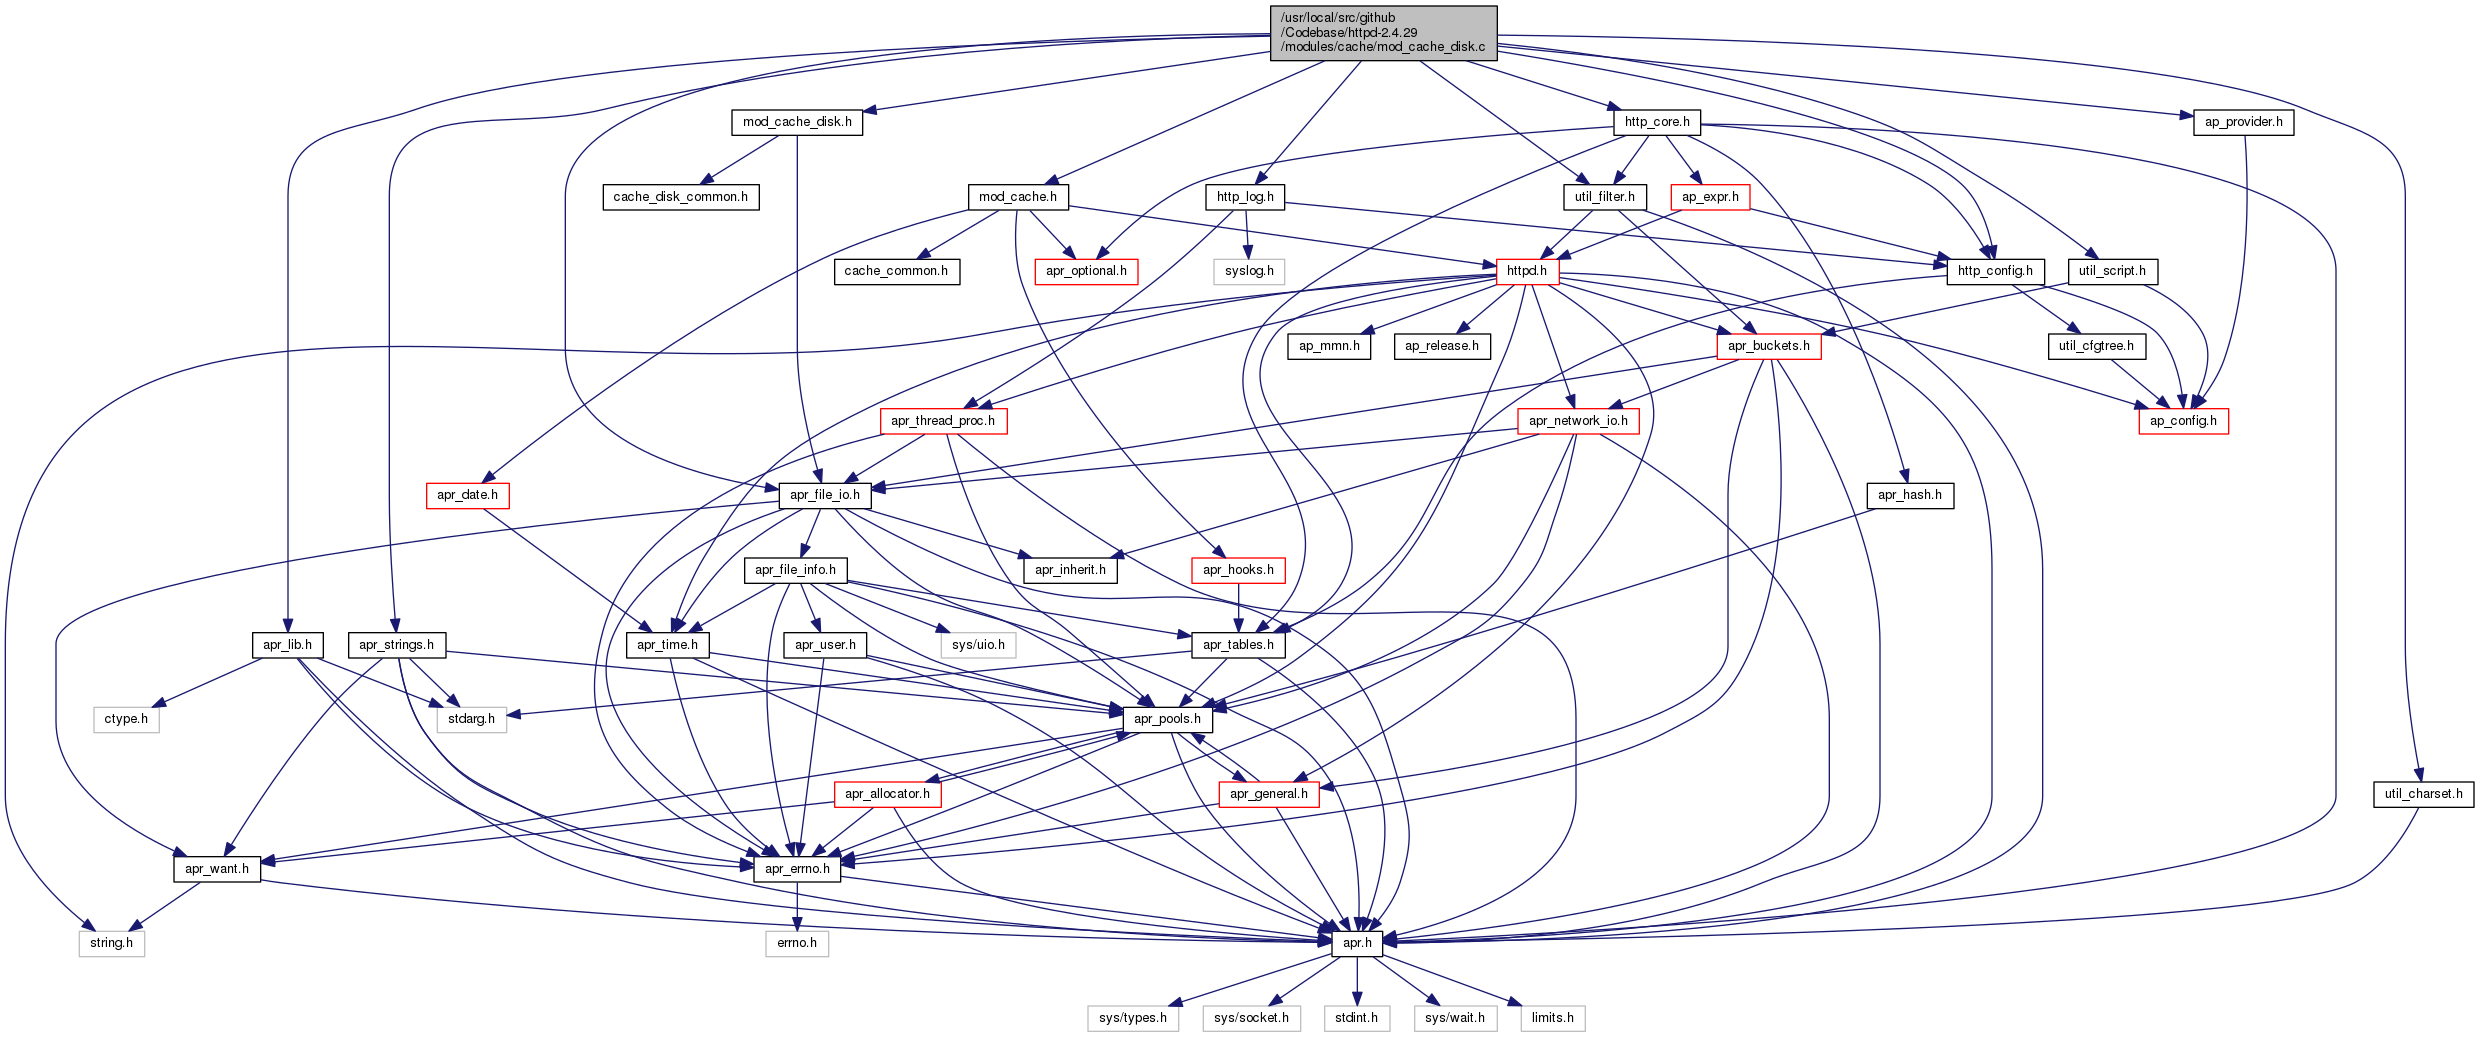 /usr/local/src/github
/Codebase/httpd-2.4.29
/modules/cache/mod_cache_disk.c
mod_cache_disk.h
http_core.h
ap_provider.h
cache_disk_common.h
mod_cache.h
http_log.h
util_filter.h
ap_expr.h
cache_common.h
apr_optional.h
syslog.h
httpd.h
http_config.h
util_script.h
ap_mmn.h
ap_release.h
apr_buckets.h
util_cfgtree.h
apr_thread_proc.h
apr_network_io.h
ap_config.h
apr_date.h
apr_file_io.h
apr_hash.h
apr_file_info.h
apr_inherit.h
apr_hooks.h
apr_lib.h
apr_strings.h
apr_time.h
apr_user.h
sys/uio.h
apr_tables.h
ctype.h
stdarg.h
apr_pools.h
apr_allocator.h
apr_general.h
util_charset.h
apr_want.h
apr_errno.h
string.h
errno.h
apr.h
sys/types.h
sys/socket.h
stdint.h
sys/wait.h
limits.h